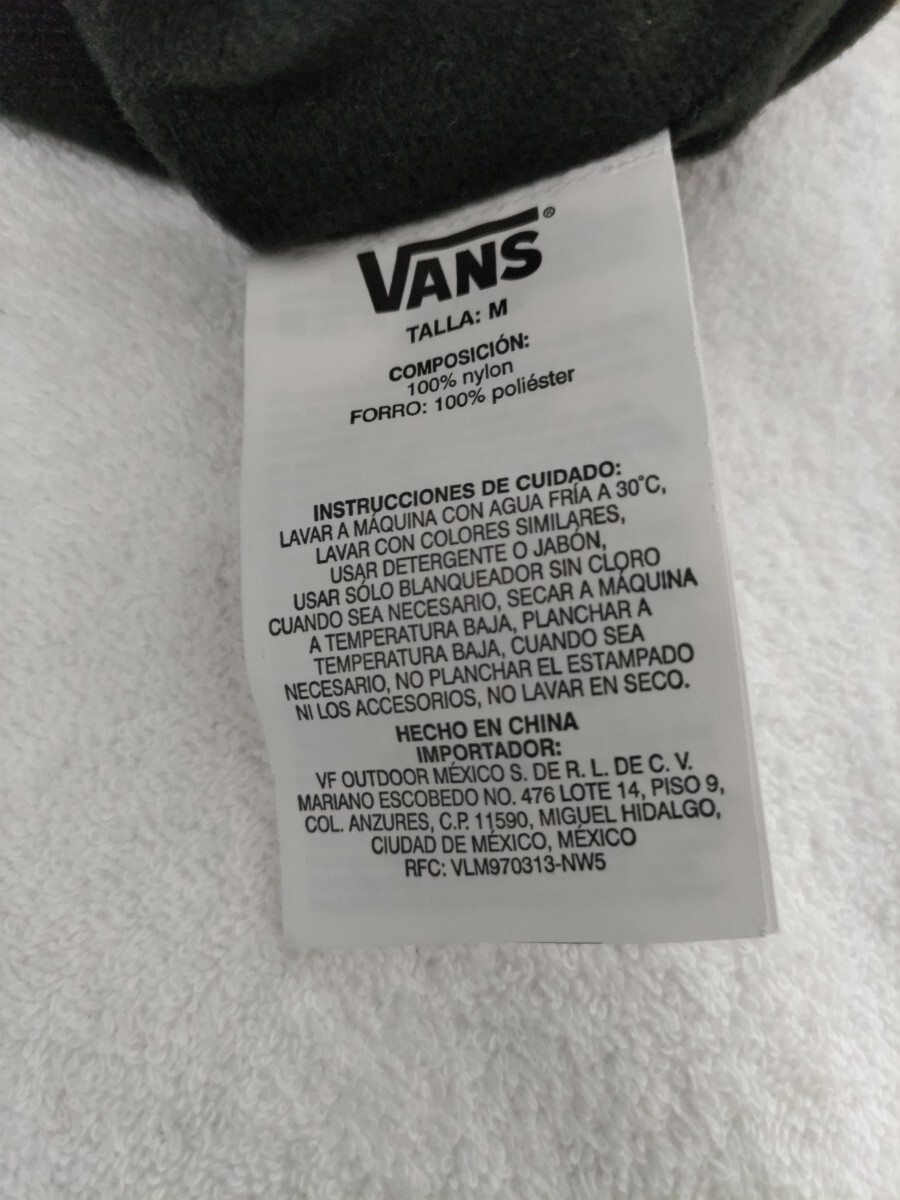 VANS®
TALLA: M
COMPOSICIÓN:
100% nylon
FORRO: 100% poliéster
INSTRUCCIONES DE CUIDADO:
LAVAR A MÁQUINA CON AGUA FRÍA A 30°C,
LAVAR CON COLORES SIMILARES,
USAR DETERGENTE O JABÓN,
USAR SÓLO BLANQUEADOR SIN CLORO
CUANDO SEA NECESARIO, SECAR A MÁQUINA
A TEMPERATURA BAJA, PLANCHAR A
TEMPERATURA BAJA, CUANDO SEA
NECESARIO, NO PLANCHAR EL ESTAMPADO
NI LOS ACCESORIOS, NO LAVAR EN SECO.
HECHO EN CHINA
IMPORTADOR:
VF OUTDOOR MÉXICO S. DE R. L. DE C. V.
MARIANO ESCOBEDO NO. 476 LOTE 14, PISO 9,
COL. ANZURES, C.P. 11590, MIGUEL HIDALGO,
CIUDAD DE MÉXICO, MÉXICO
RFC: VLM970313-NW5